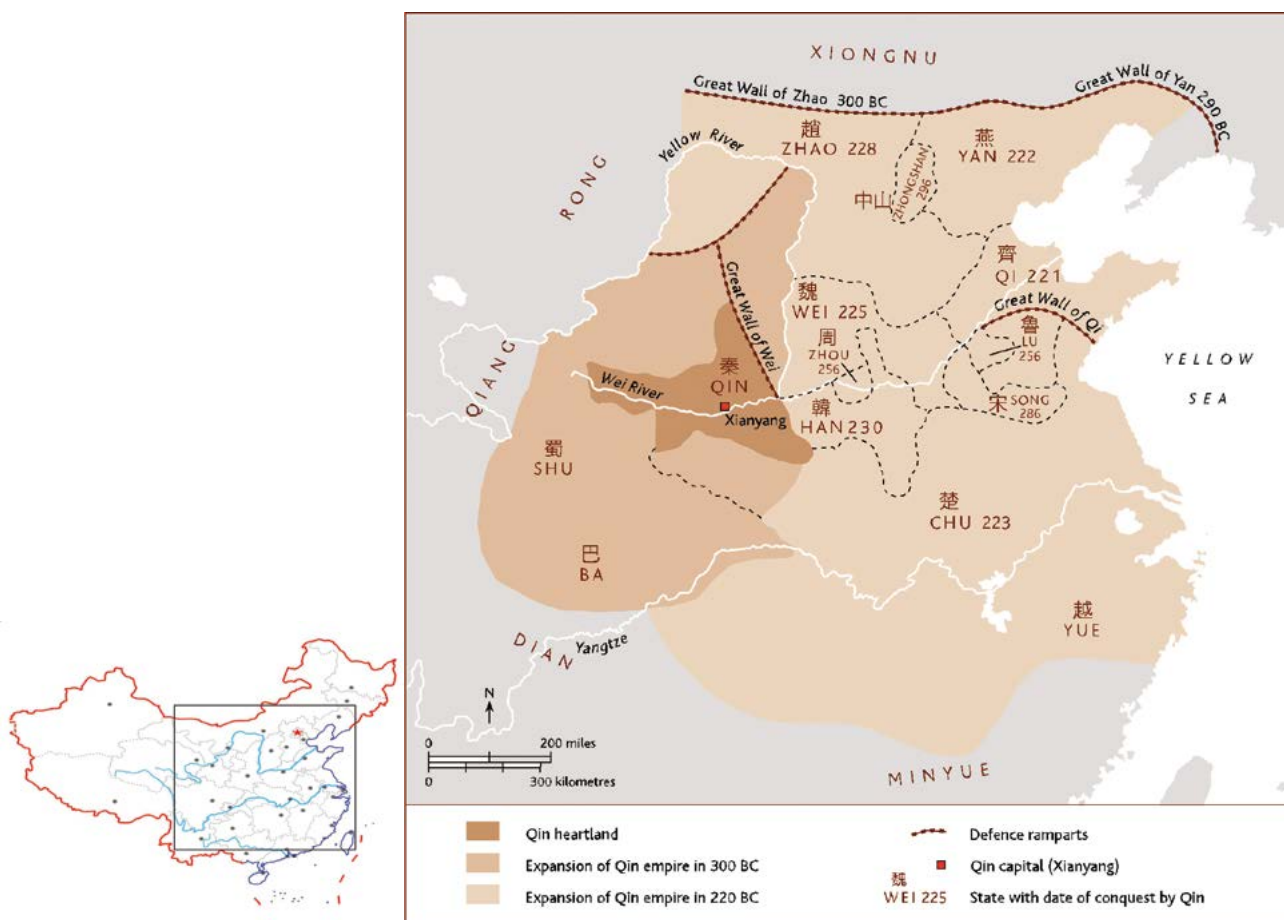 XIONGNU
Great Wall of Zhao 300 BC
Great Wall of Yan 290 BC
趙
ZHAO 228
燕
YAN 222
Yellow River
RONG
中山
ZHONGSHAN
296
齊
QI 221
Great Wall of Qi
魏
WEI 225
Great Wall of Wei
周
ZHOU
256
魯
LU
256
YELLOW
SEA
QIANG
秦
QIN
Wei River
Xianyang
韓
HAN 230
宋 SONG
286
蜀
SHU
楚
CHU 223
巴
BA
越
YUE
DIAN
Yangtze
N
0 200 miles
0 300 kilometres
MINYUE
Qin heartland
Expansion of Qin empire in 300 BC
Expansion of Qin empire in 220 BC
Defence ramparts
Qin capital (Xianyang)
魏
WEI 225 State with date of conquest by Qin